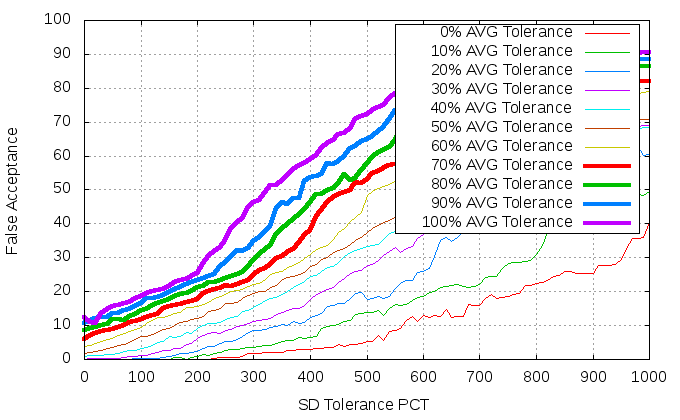 100
90
80
70
60
50
40
30
20
10
0
False Acceptance
0% AVG Tolerance
10% AVG Tolerance
20% AVG Tolerance
30% AVG Tolerance
40% AVG Tolerance
50% AVG Tolerance
60% AVG Tolerance
70% AVG Tolerance
80% AVG Tolerance
90% AVG Tolerance
100% AVG Tolerance
0 100 200 300 400 500 600 700 800 900 1000
SD Tolerance PCT